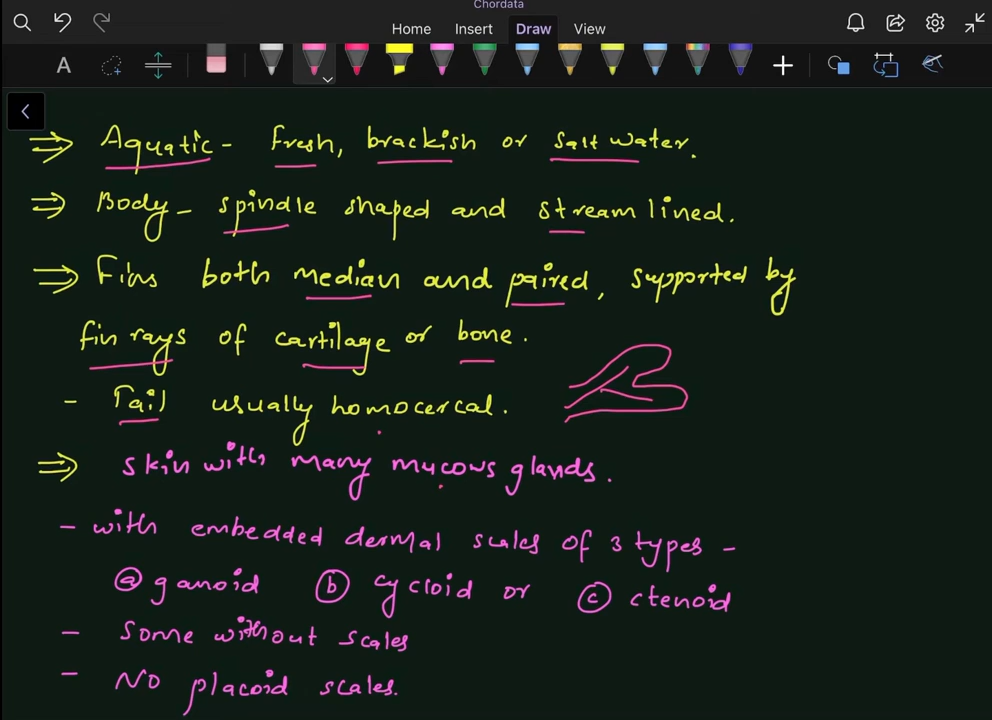 Chordata
Home Insert Draw View
A
⇒ Aquatic - fresh, brackish or salt water.
⇒ Body - spindle shaped and stream lined.
⇒ Fins both median and paired, supported by
fin rays of cartilage or bone.
- Tail usually homocercal.
⇒ skin with many mucous glands.
- with embedded dermal scales of 3 types -
ⓐ ganoid ⓑ cycloid or ⓒ ctenoid
- Some without scales
- No placoid scales.